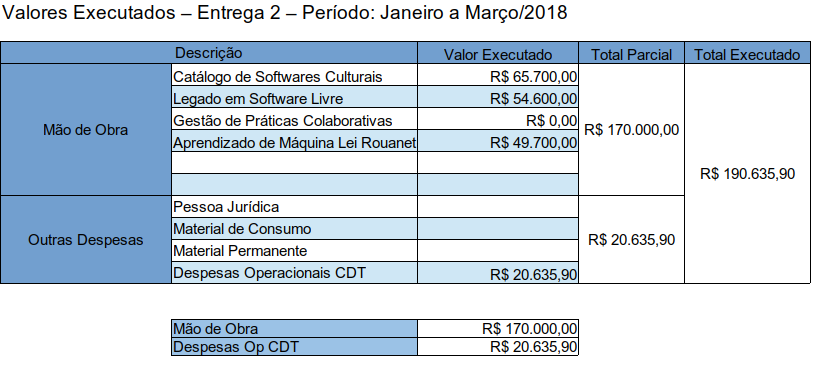 Valores Executados – Entrega 2 – Período: Janeiro a Março/2018
Descrição Valor Executado Total Parcial Total Executado
Mão de Obra
Catálogo de Softwares Culturais R$ 65.700,00
Legado em Software Livre R$ 54.600,00
Gestão de Práticas Colaborativas R$ 0,00
Aprendizado de Máquina Lei Rouanet R$ 49.700,00
R$ 170.000,00
R$ 190.635,90
Outras Despesas
Pessoa Jurídica
Material de Consumo
Material Permanente
Despesas Operacionais CDT R$ 20.635,90
R$ 20.635,90
Mão de Obra R$ 170.000,00
Despesas Op CDT R$ 20.635,90